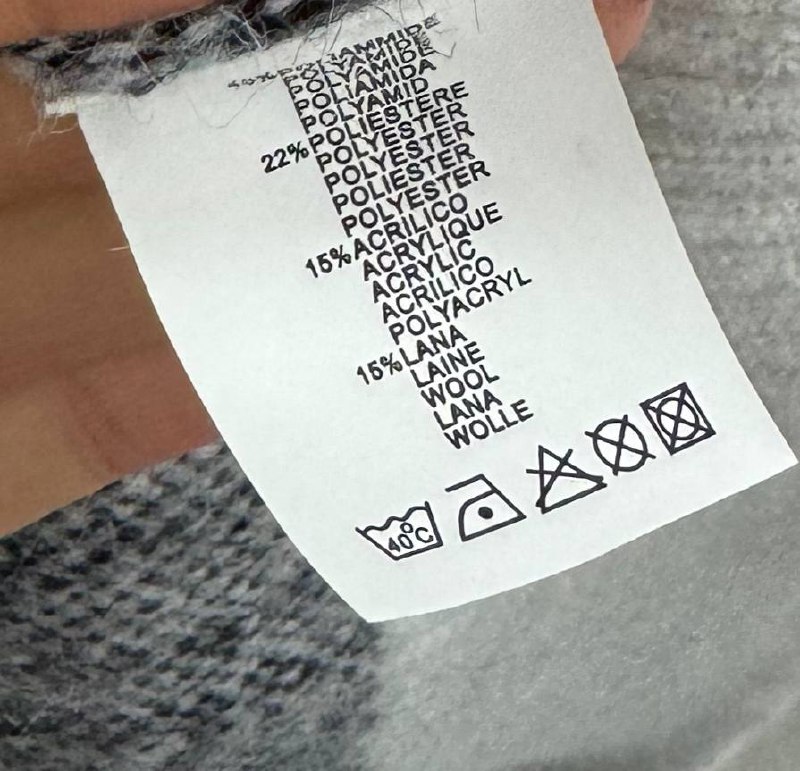 POLYAMIDE
POLYAMIDA
POLYAMID
22% POLIESTERE
POLYESTER
POLYESTER
POLIESTER
POLYESTER
15% ACRILICO
ACRYLIQUE
ACRYLIC
ACRILICO
POLYACRYL
15% LANA
LAINE
WOOL
LANA
WOLLE
40°C